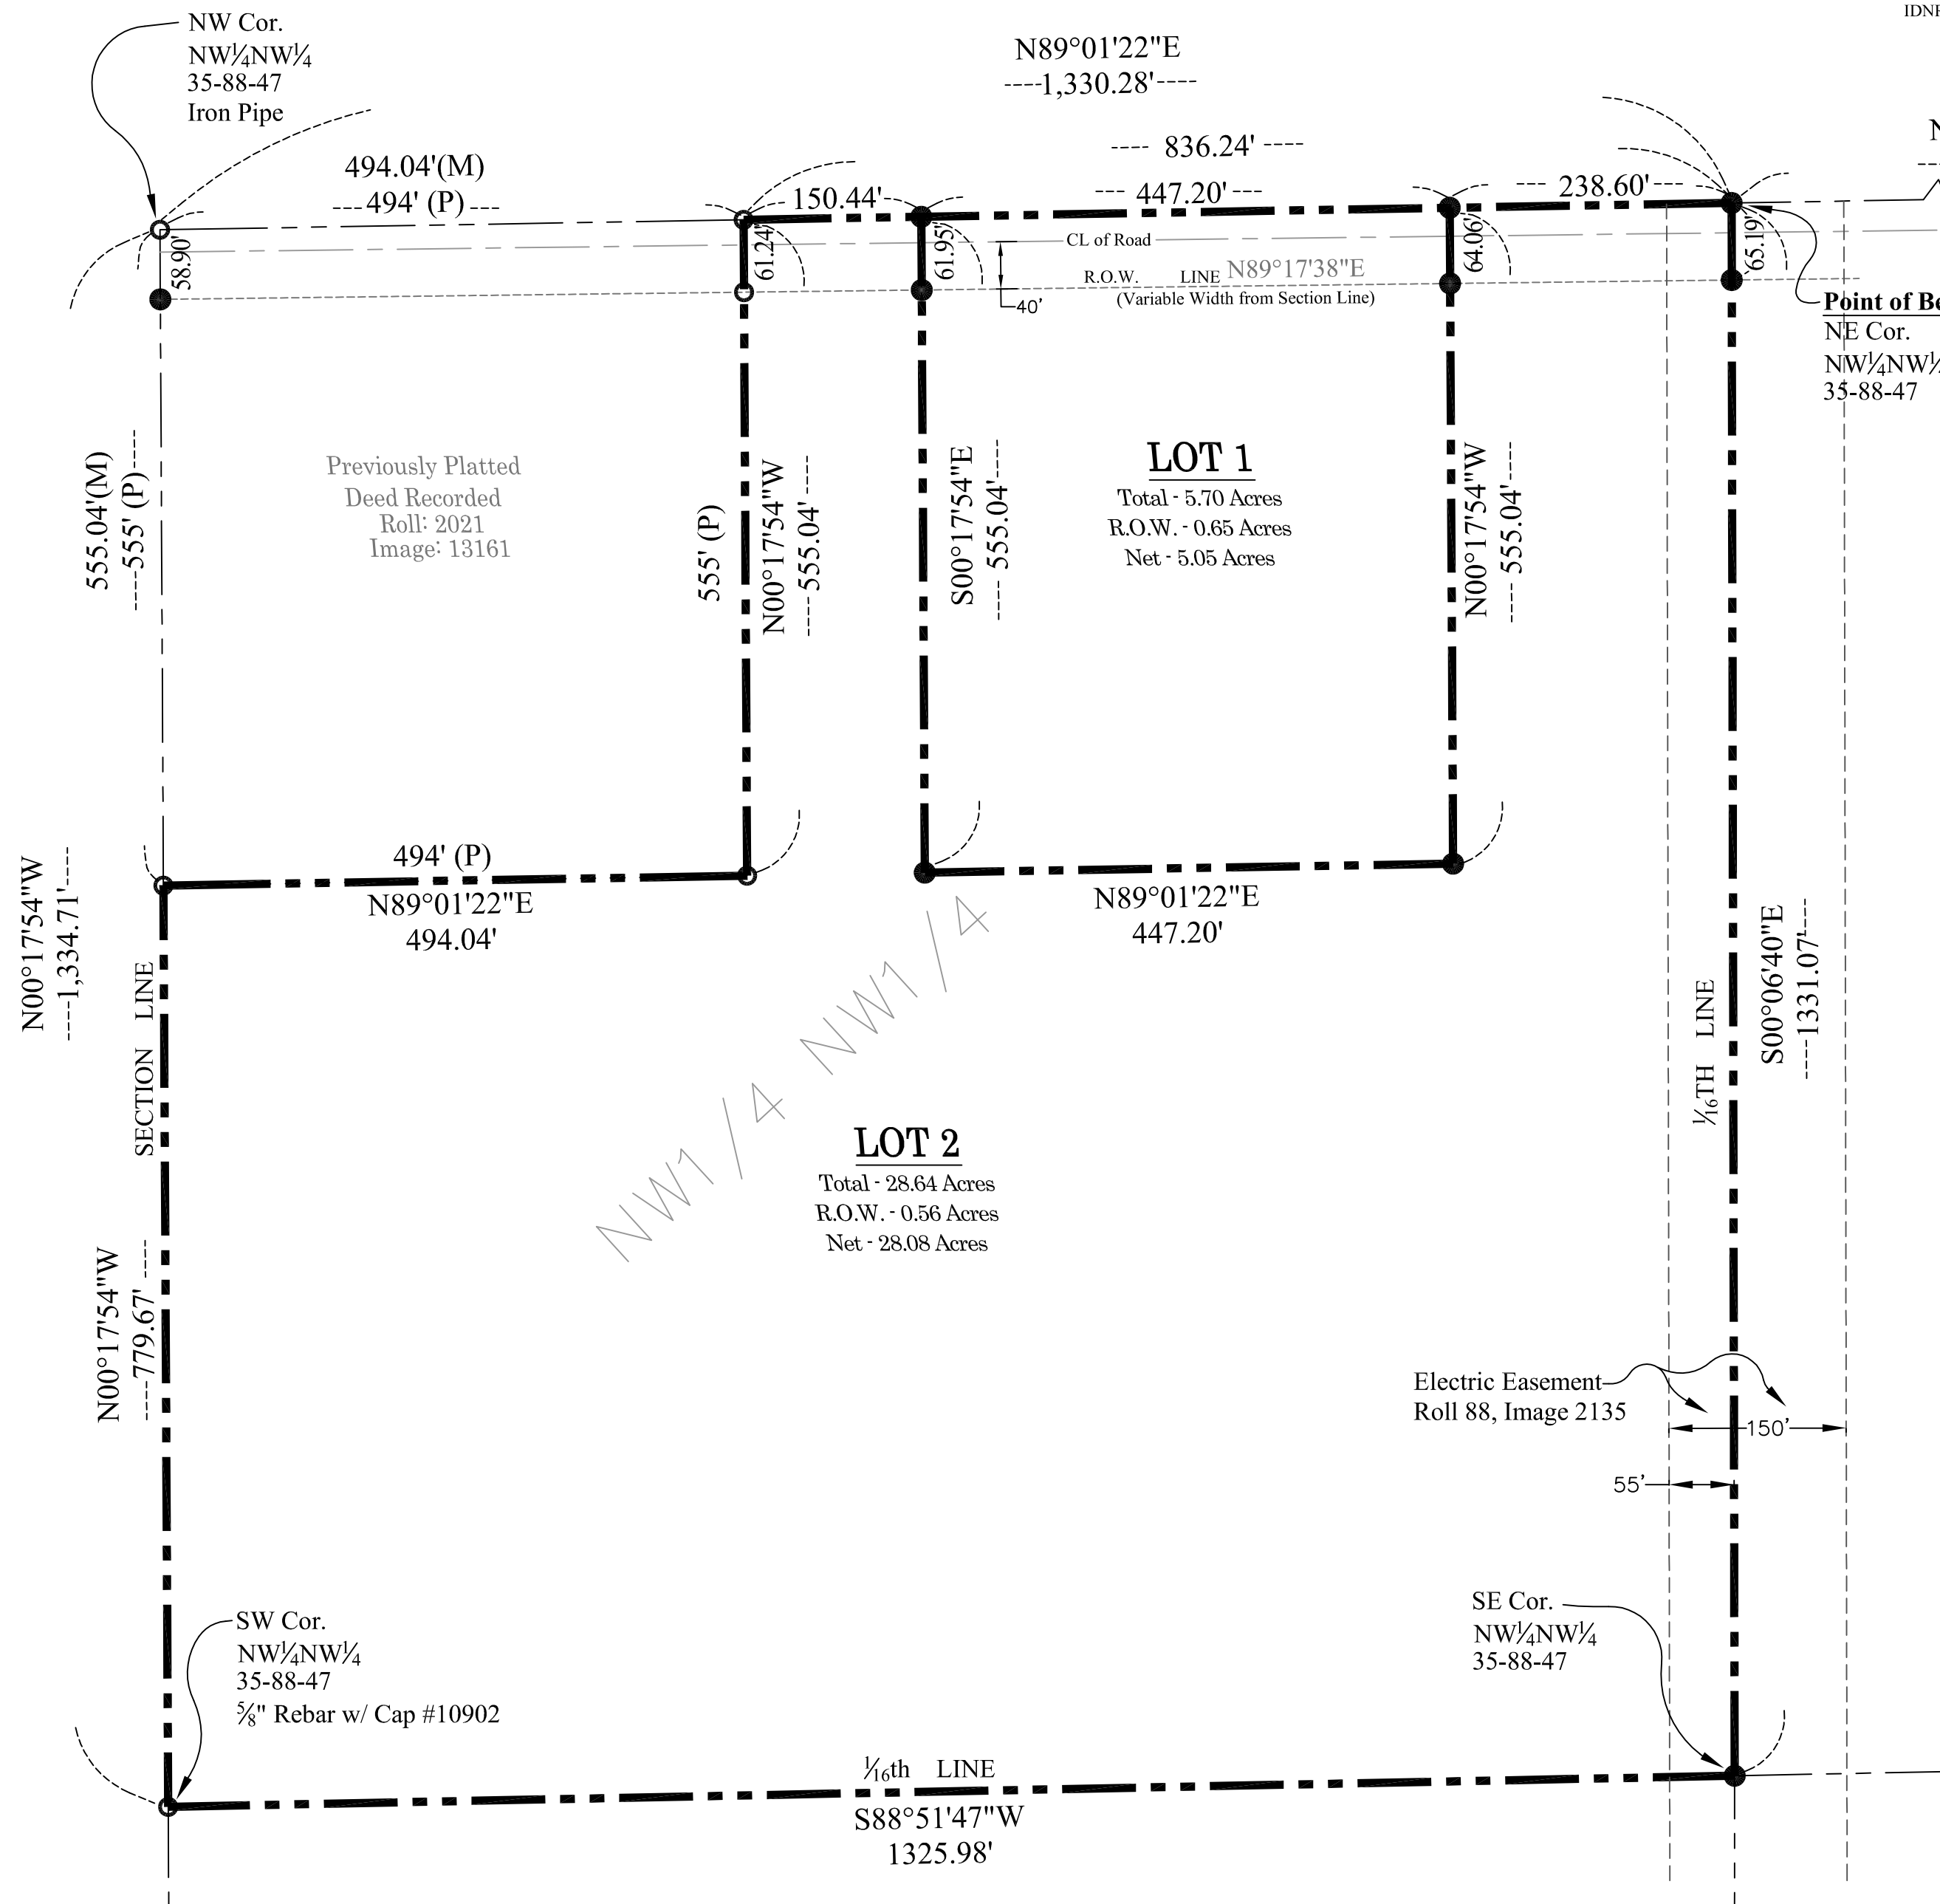 IDNR
NW Cor.
NW¼NW¼
35-88-47
Iron Pipe
N89°01'22"E
----1,330.28'----
494.04'(M)
---494' (P)---
---- 836.24' ----
150.44'
--- 447.20'---
--- 238.60'---
N
58.90'
61.24'
61.95'
64.06'
65.19'
CL of Road
R.O.W. LINE N89°17'38"E
(Variable Width from Section Line)
40'
Point of Be
NE Cor.
NW¼NW¼
35-88-47
555.04'(M)
----555' (P)----
Previously Platted
Deed Recorded
Roll: 2021
Image: 13161
555' (P)
N00°17'54"W
----555.04'----
S00°17'54"E
---- 555.04'----
LOT 1
Total - 5.70 Acres
R.O.W. - 0.65 Acres
Net - 5.05 Acres
N00°17'54"W
---- 555.04'----
494' (P)
N89°01'22"E
494.04'
N89°01'22"E
447.20'
N00°17'54"W
----1,334.71'----
SECTION LINE
NW1/4 NW1/4
1/16TH LINE
S00°06'40"E
----1331.07'----
LOT 2
Total - 28.64 Acres
R.O.W. - 0.56 Acres
Net - 28.08 Acres
N00°17'54"W
----779.67' ----
Electric Easement
Roll 88, Image 2135
150'
55'
SW Cor.
NW¼NW¼
35-88-47
⅝" Rebar w/ Cap #10902
SE Cor.
NW¼NW¼
35-88-47
1/16th LINE
S88°51'47"W
1325.98'